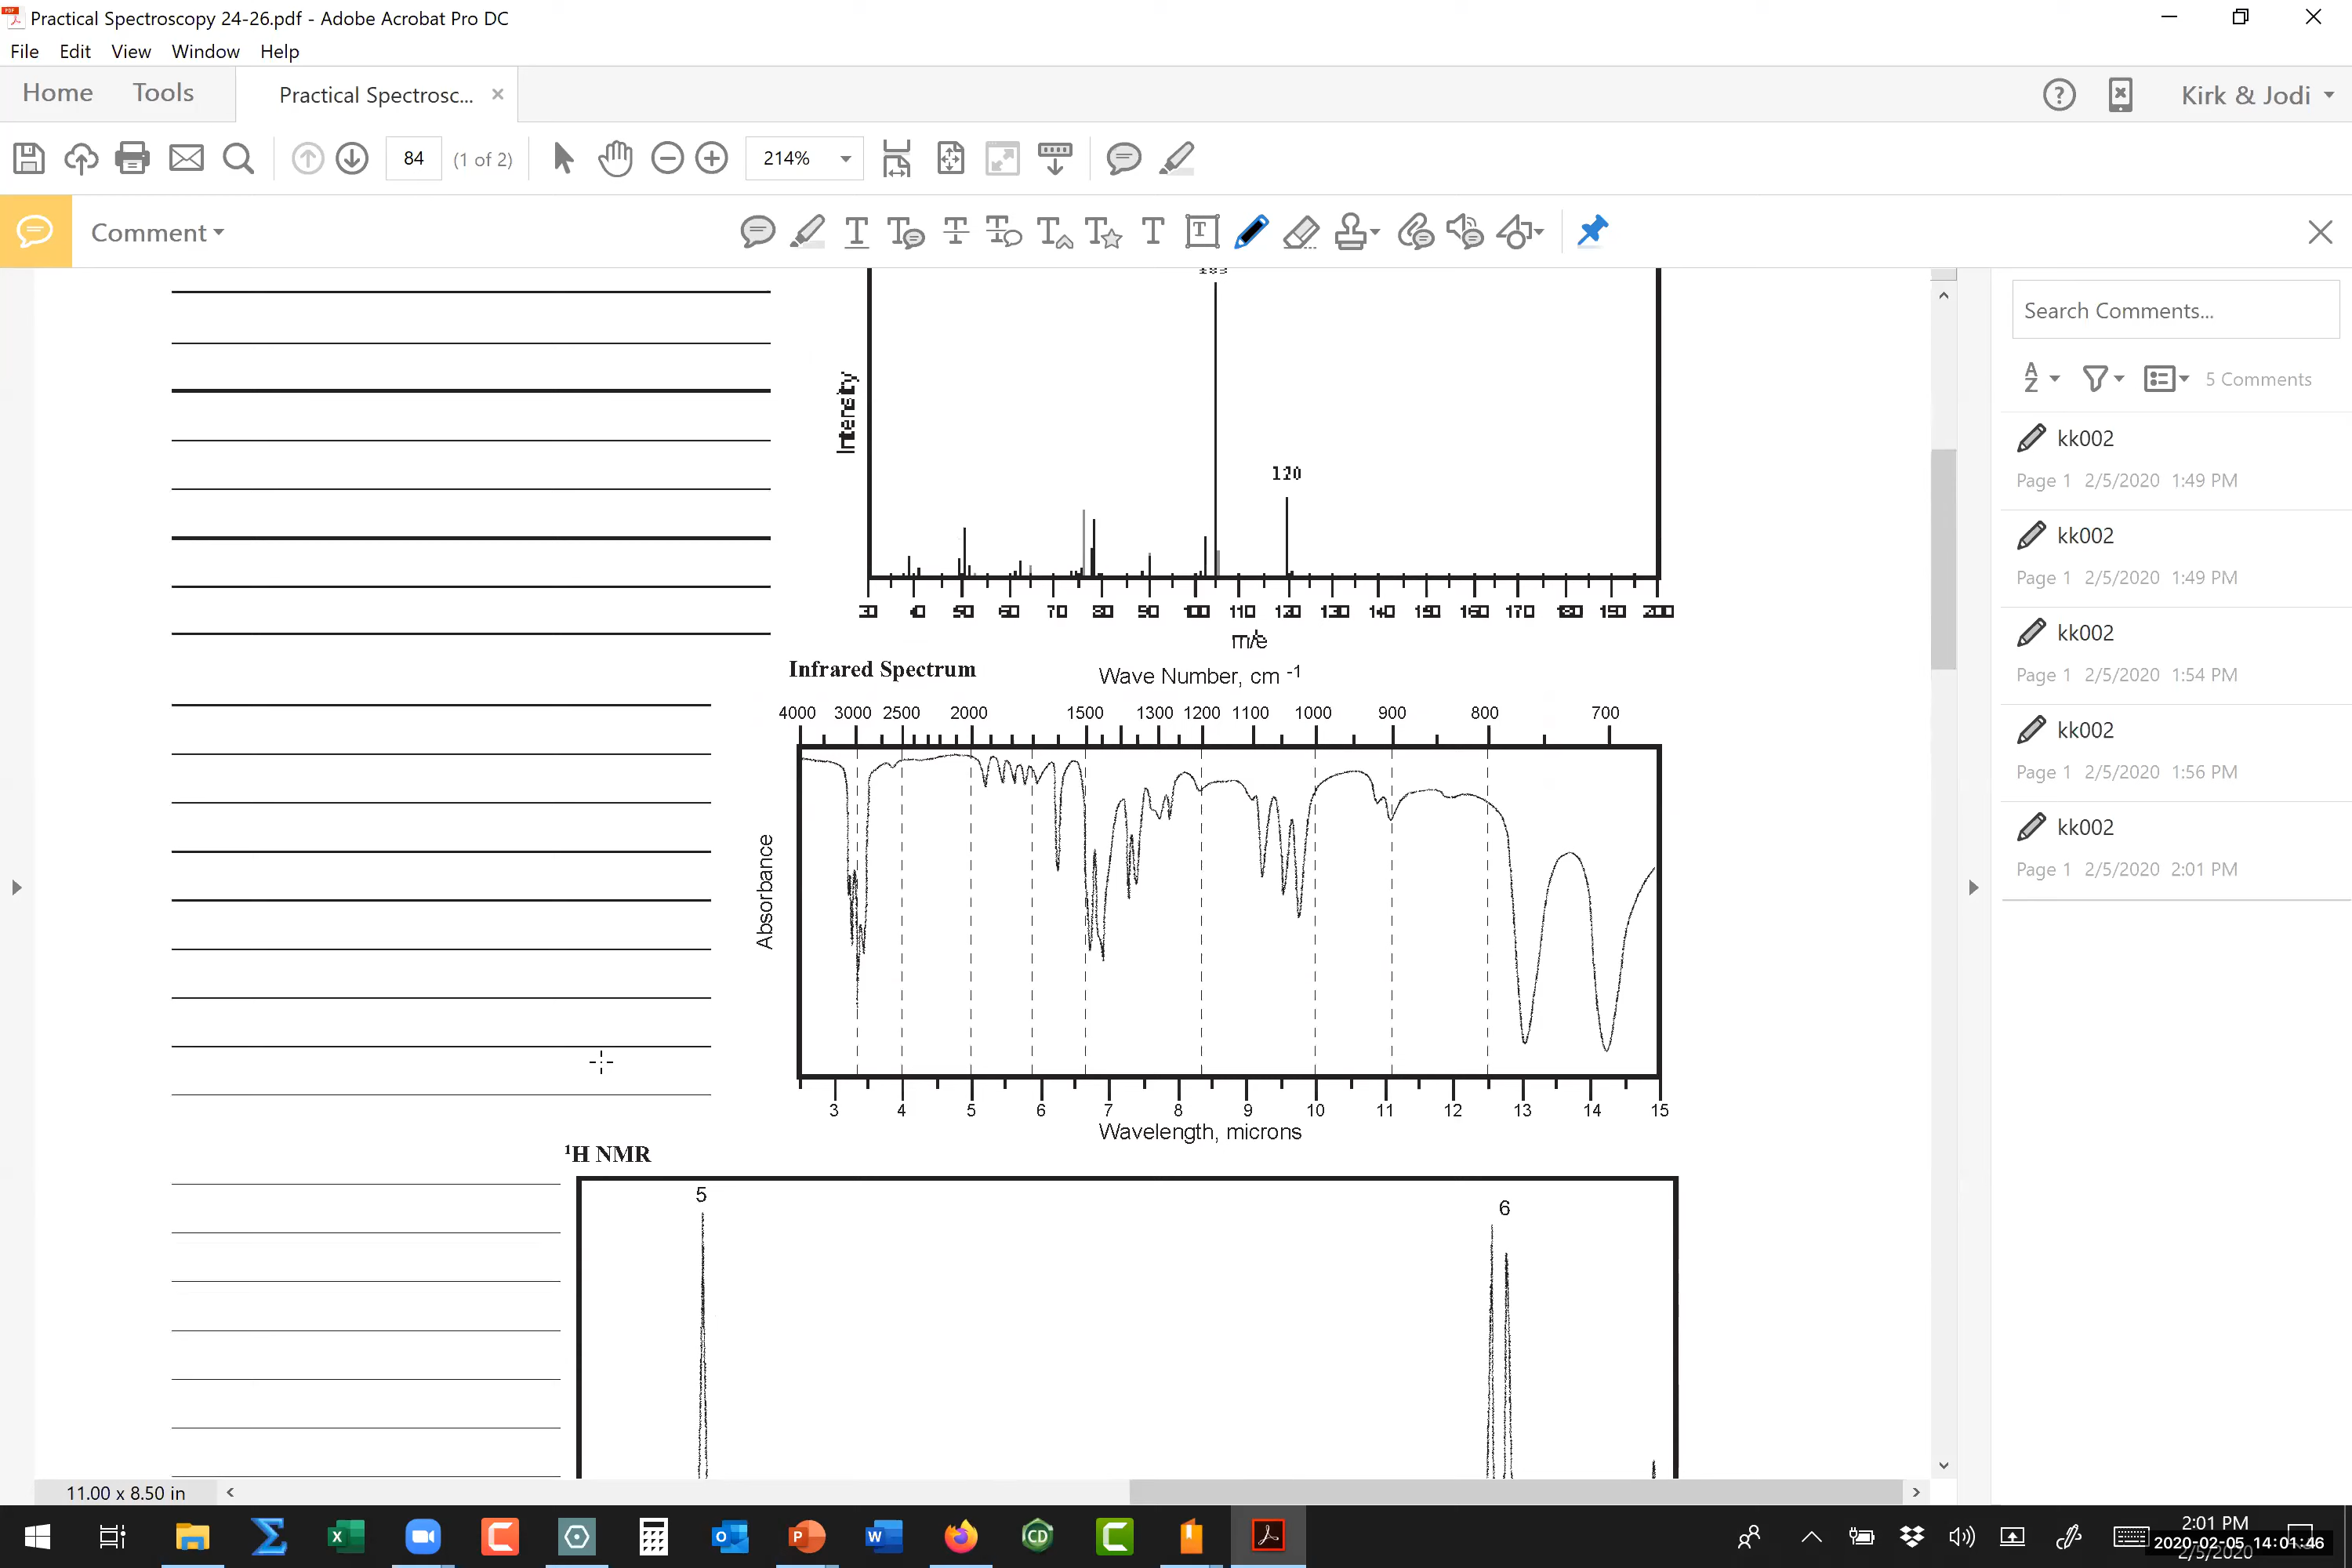 Practical Spectroscopy 24-26.pdf - Adobe Acrobat Pro DC
File Edit View Window Help
Home Tools Practical Spectrosc... Kirk & Jodi
84 (1 of 2) 214%
Comment
Search Comments...
5 Comments
kk002
Page 1 2/5/2020 1:49 PM
kk002
Page 1 2/5/2020 1:49 PM
kk002
Page 1 2/5/2020 1:54 PM
kk002
Page 1 2/5/2020 1:56 PM
kk002
Page 1 2/5/2020 2:01 PM
Intensity
120
30 40 50 60 70 80 90 100 110 120 130 140 150 160 170 180 190 200
m/e
Infrared Spectrum
Wave Number, cm -1
4000 3000 2500 2000 1500 1300 1200 1100 1000 900 800 700
Absorbance
3 4 5 6 7 8 9 10 11 12 13 14 15
Wavelength, microns
1H NMR
5
6
11.00 x 8.50 in
2:01 PM
2020-02-05 14:01:46